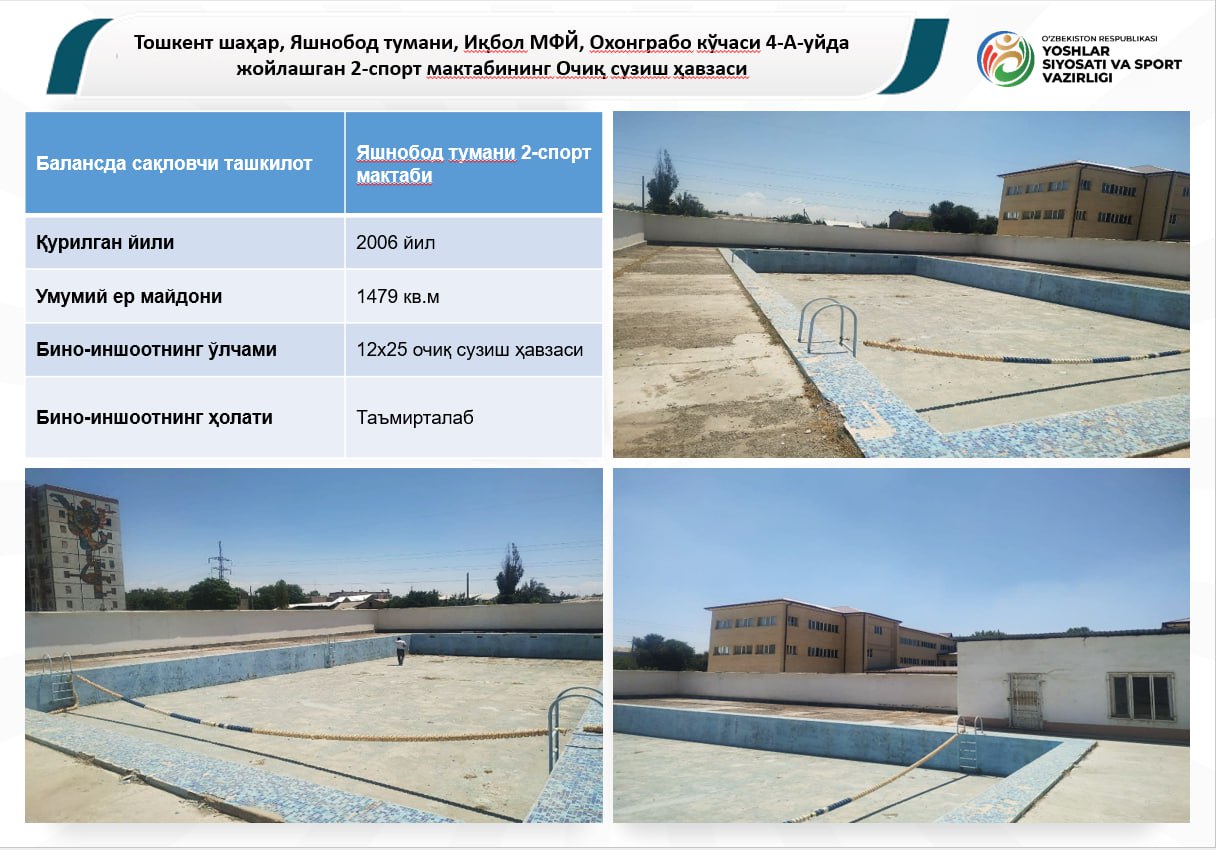 Тошкент шаҳар, Яшнобод тумани, Иқбол МФЙ, Охонграбо кўчаси 4-А-уйда
жойлашган 2-спорт мактабининг Очиқ сузиш ҳавзаси
O'ZBEKISTON RESPUBLIKASI
YOSHLAR
SIYOSATI VA SPORT
VAZIRLIGI
Балансда сақловчи ташкилот
Яшнобод тумани 2-спорт
мактаби
Қурилган йили
2006 йил
Умумий ер майдони
1479 кв.м
Бино-иншоотнинг ўлчами
12х25 очиқ сузиш ҳавзаси
Бино-иншоотнинг ҳолати
Таъмирталаб